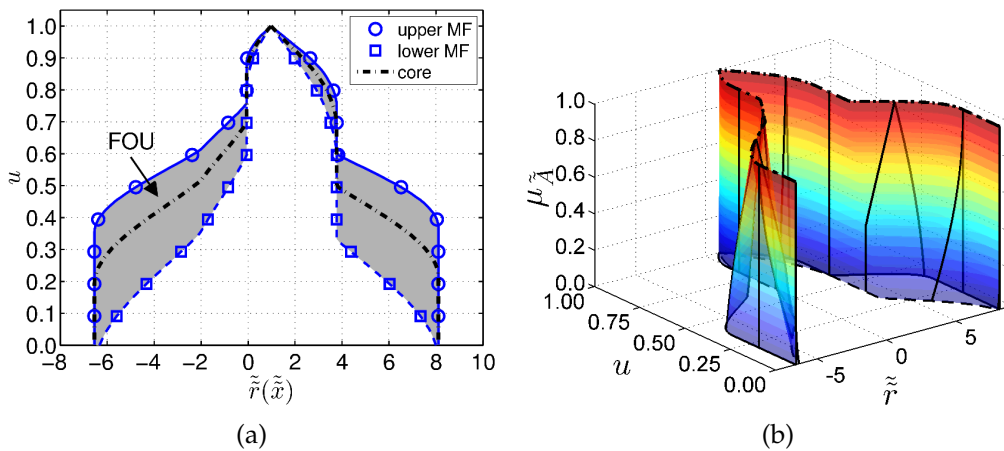 1.0
0.9
0.8
0.7
0.6
0.5
0.4
0.3
0.2
0.1
0.0
u
−8 −6 −4 −2 0 2 4 6 8 10
r̃̃(x̃̃)
FOU
upper MF
lower MF
core
(a)
1.0
0.8
0.6
0.4
0.2
0.0
μ_Ã̃
1.00
0.75
0.50
0.25
0.00
u
-5 0 5
r̃̃
(b)